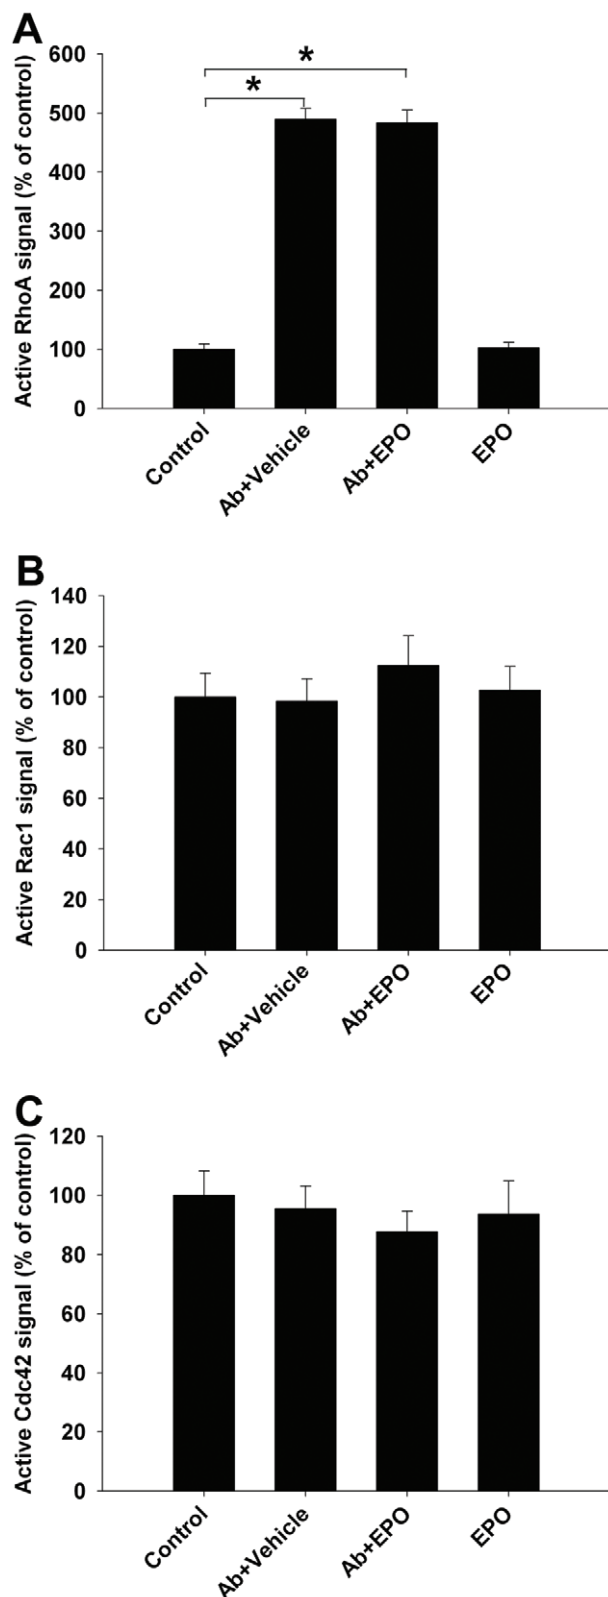 A
Active RhoA signal (% of control)
600
500
400
300
200
100
0
*
*
Control
Ab+Vehicle
Ab+EPO
EPO
B
Active Rac1 signal (% of control)
140
120
100
80
60
40
20
0
Control
Ab+Vehicle
Ab+EPO
EPO
C
Active Cdc42 signal (% of control)
120
100
80
60
40
20
0
Control
Ab+Vehicle
Ab+EPO
EPO